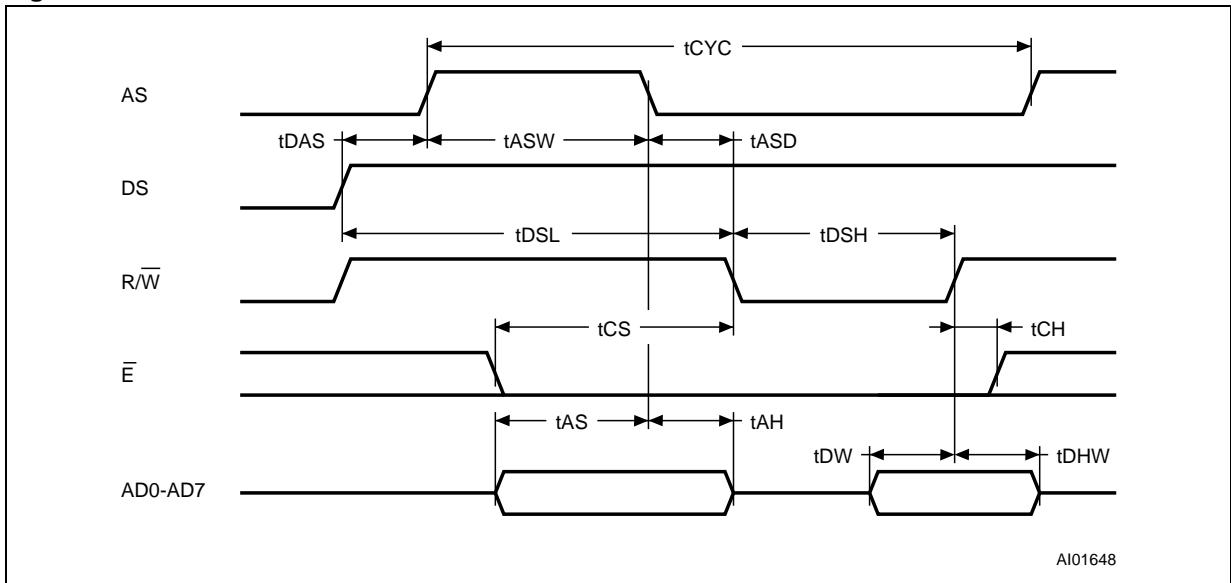 tCYC
AS
tDAS
tASW
tASD
DS
tDSL
tDSH
R/W̅
tCS
tCH
E̅
tAS
tAH
tDW
tDHW
AD0-AD7
AI01648